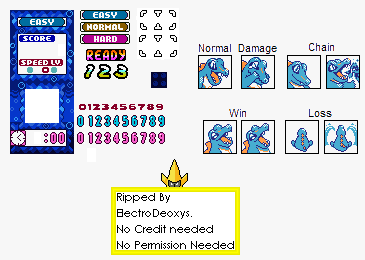 EASY
SCORE
SPEED LV.
:00
EASY
NORMAL
HARD
READY
123
0123456789
0123456789
0123456789
Normal Damage Chain
Win Loss
Ripped By
ElectroDeoxys.
No Credit needed
No Permission Needed